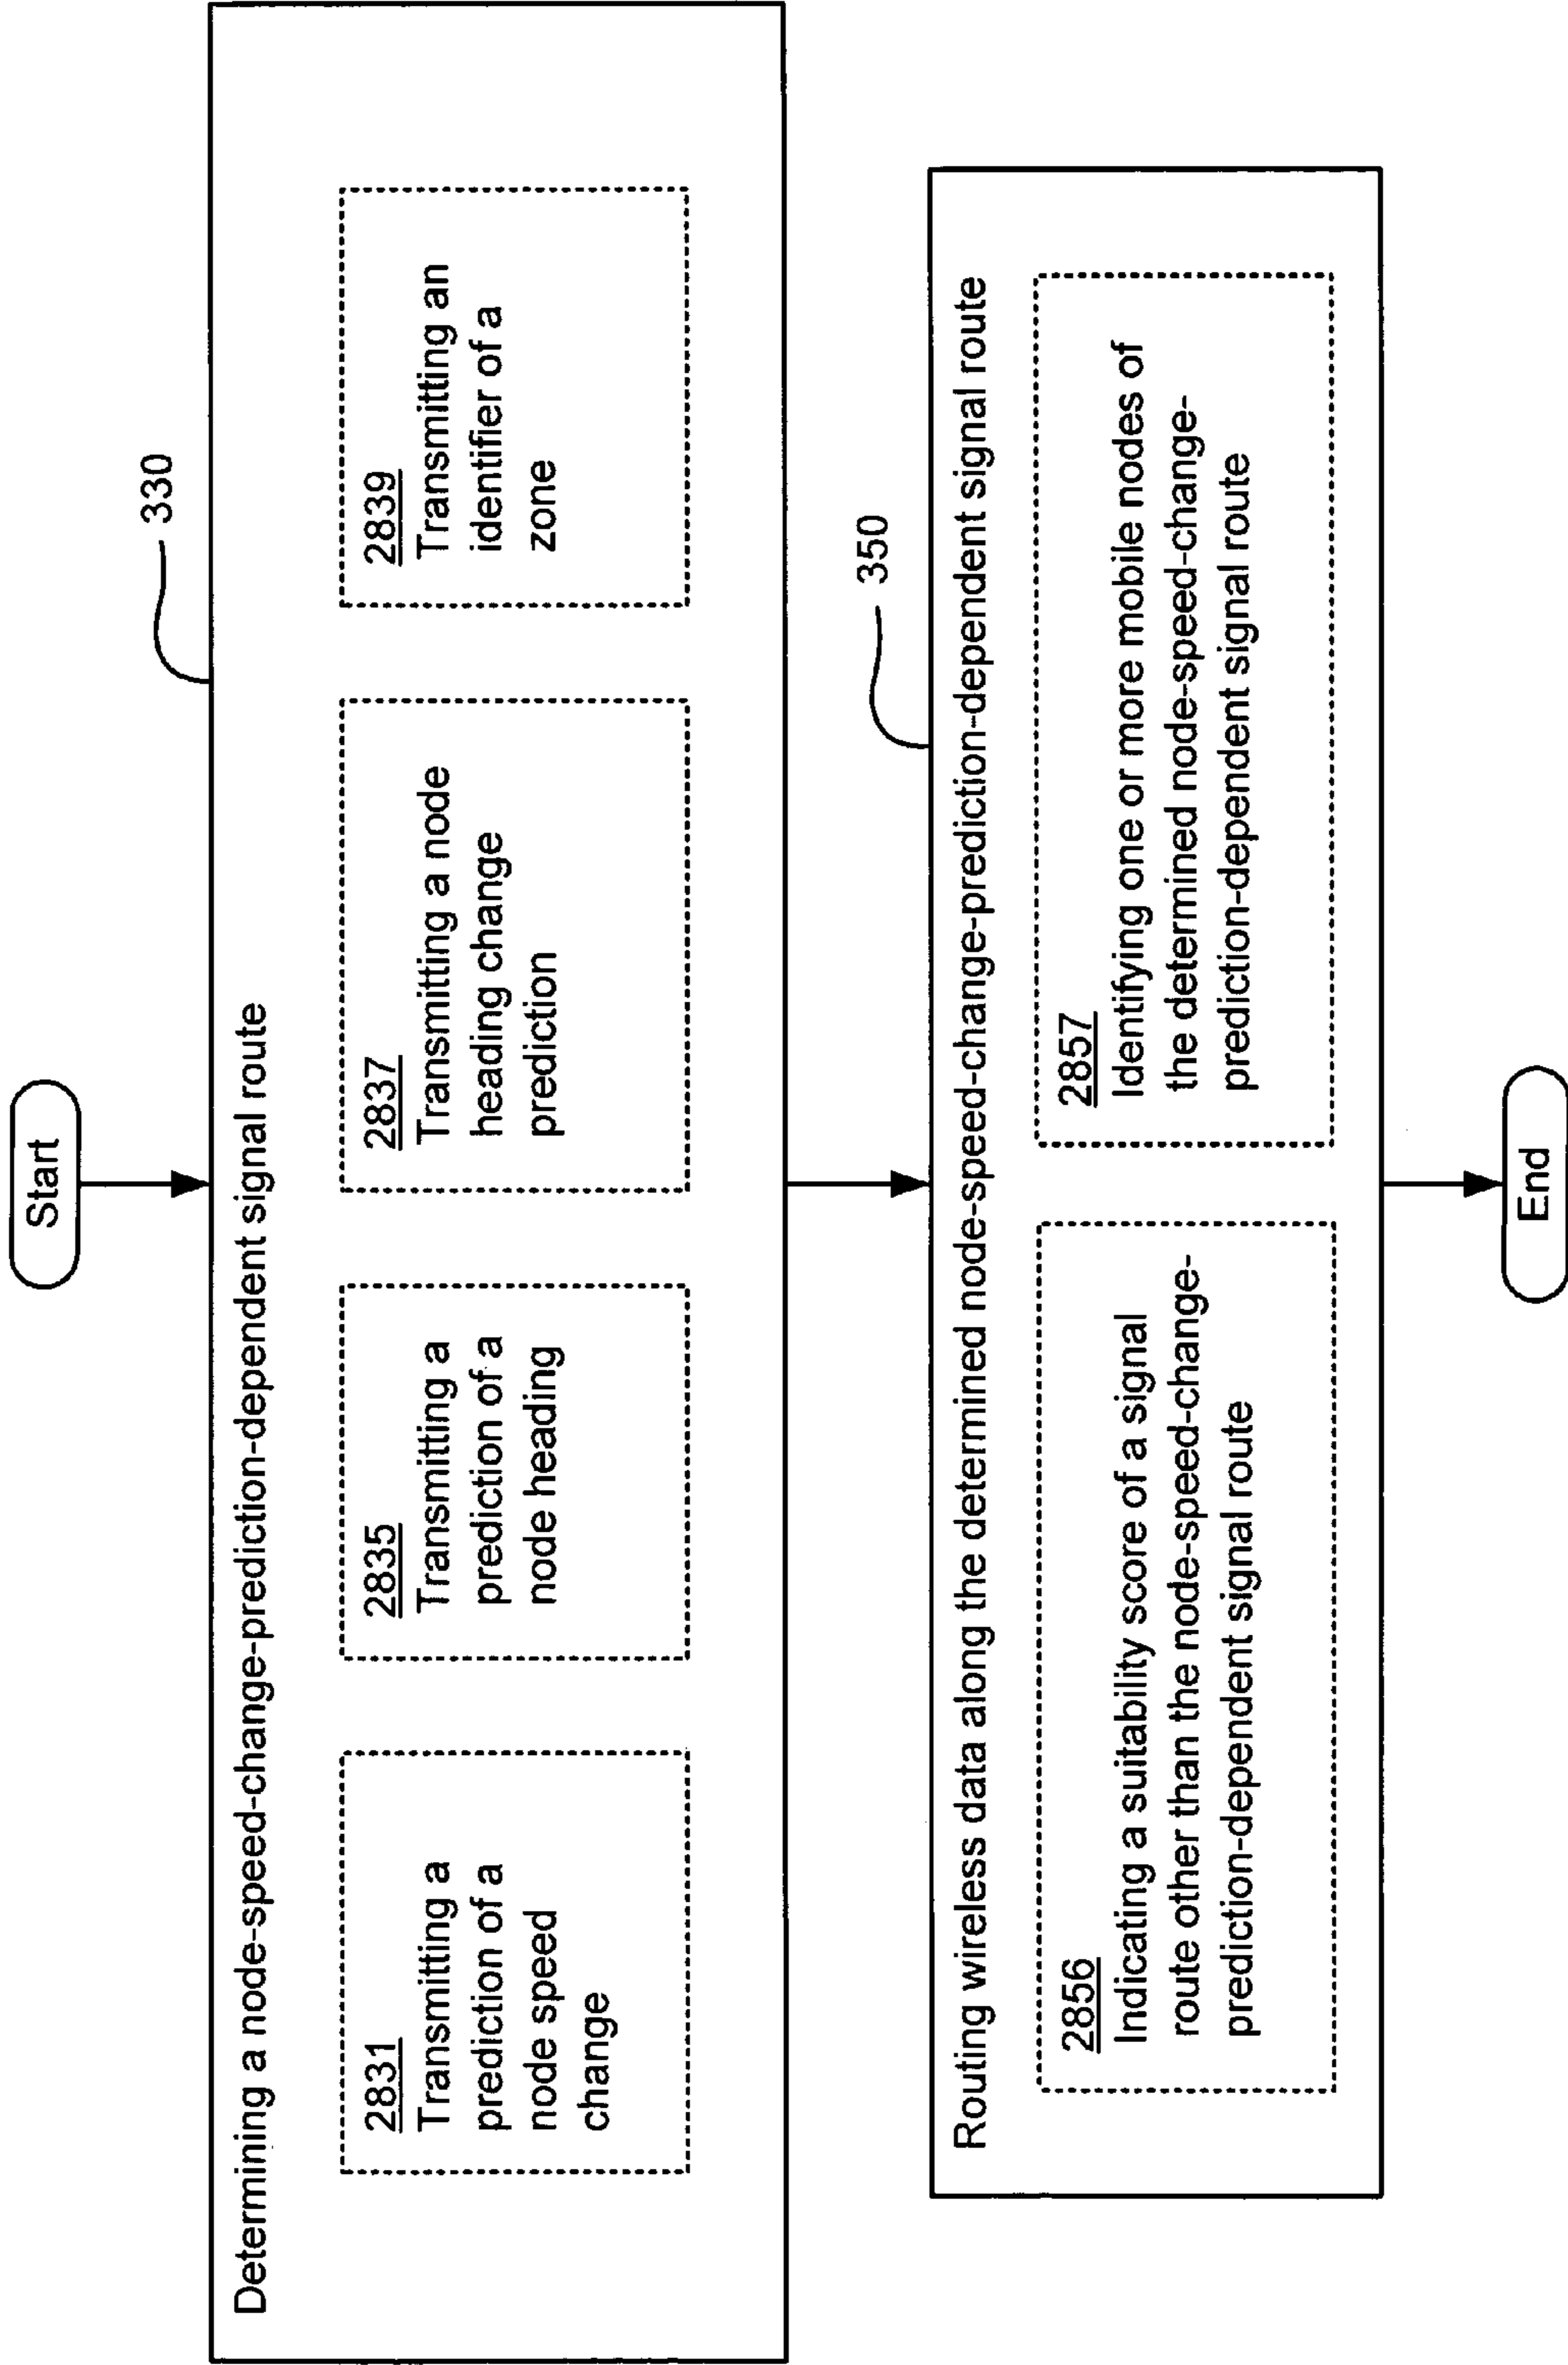 Start
330
Determining a node-speed-change-prediction-dependent signal route
2831
Transmitting a
prediction of a
node speed
change
2835
Transmitting a
prediction of a
node heading
2837
Transmitting a node
heading change
prediction
2839
Transmitting an
identifier of a
zone
350
Routing wireless data along the determined node-speed-change-prediction-dependent signal route
2856
Indicating a suitability score of a signal
route other than the node-speed-change-
prediction-dependent signal route
2857
Identifying one or more mobile nodes of
the determined node-speed-change-
prediction-dependent signal route
End